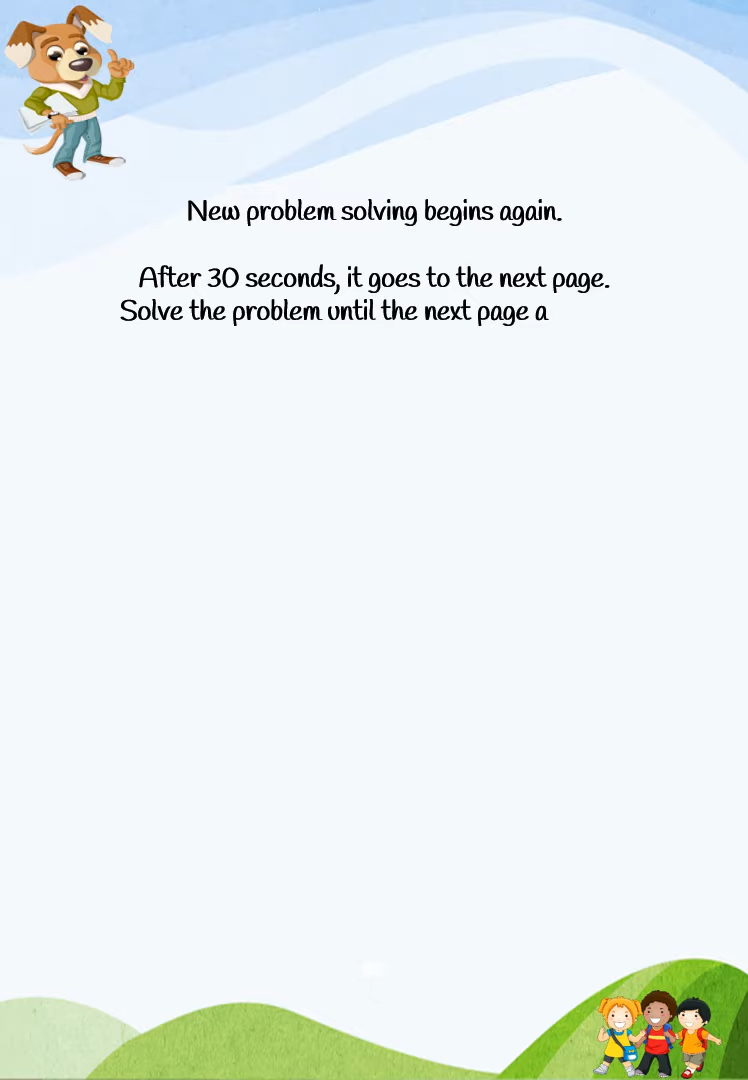 New problem solving begins again.
After 30 seconds, it goes to the next page.
Solve the problem until the next page a